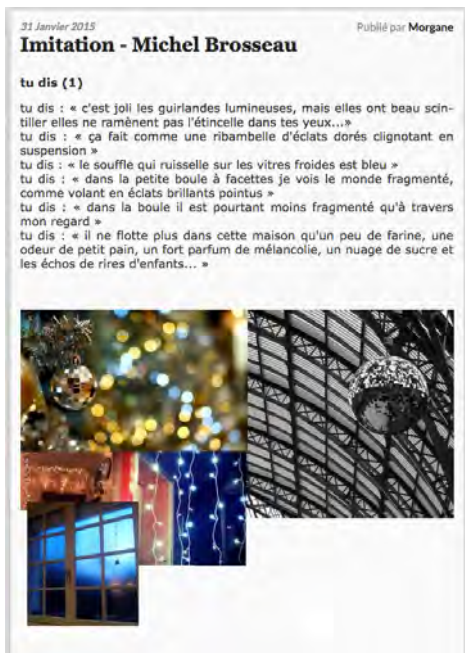 31 Janvier 2015
Publié par Morgane
Imitation - Michel Brosseau
tu dis (1)
tu dis : « c'est joli les guirlandes lumineuses, mais elles ont beau scin-
tiller elles ne ramènent pas l'étincelle dans tes yeux...»
tu dis : « ça fait comme une ribambelle d'éclats dorés clignotant en
suspension »
tu dis : « le souffle qui ruisselle sur les vitres froides est bleu »
tu dis : « dans la petite boule à facettes je vois le monde fragmenté,
comme volant en éclats brillants pointus »
tu dis : « dans la boule il est pourtant moins fragmenté qu'à travers
mon regard »
tu dis : « il ne flotte plus dans cette maison qu'un peu de farine, une
odeur de petit pain, un fort parfum de mélancolie, un nuage de sucre et
les échos de rires d'enfants... »